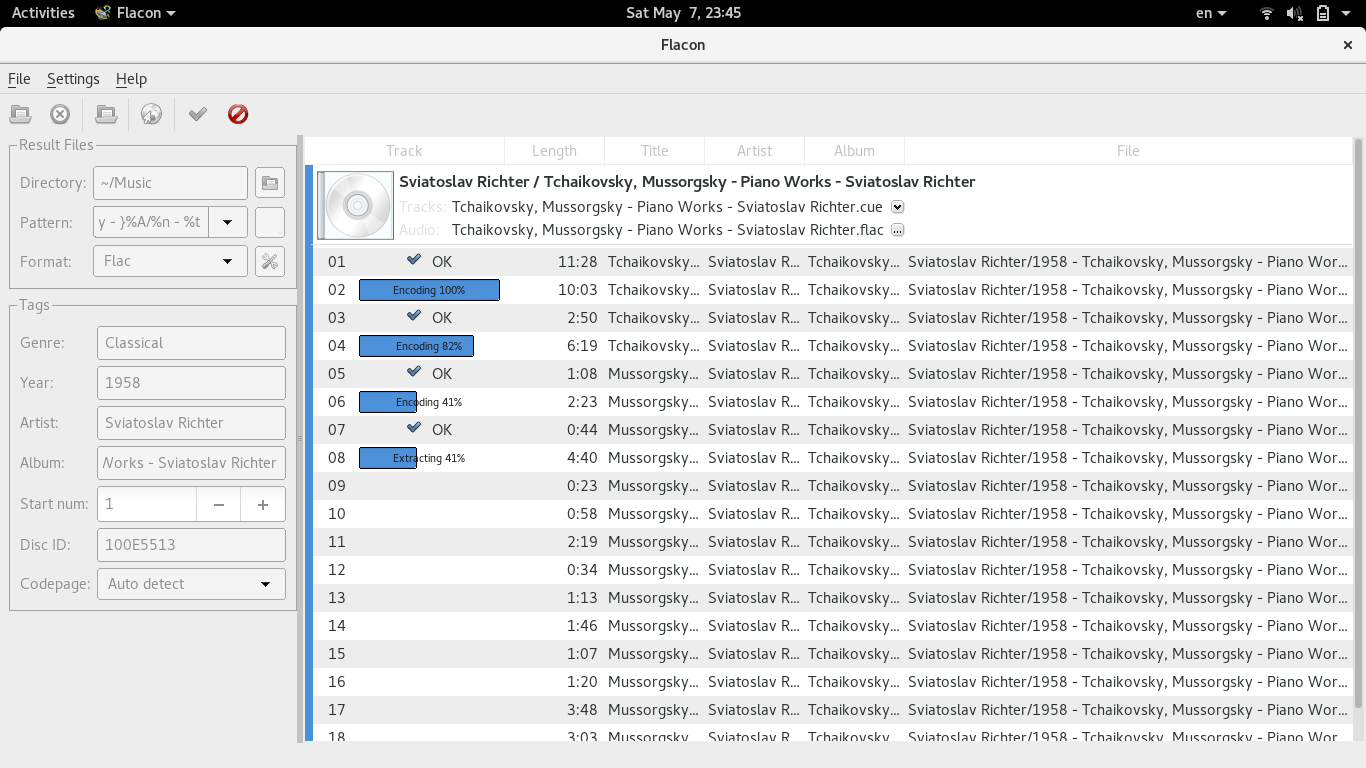 Activities Flacon Sat May 7, 23:45 en
Flacon
File Settings Help
Result Files
Directory: ~/Music
Pattern: y - }%A/%n - %t
Format: Flac
Tags
Genre: Classical
Year: 1958
Artist: Sviatoslav Richter
Album: Works - Sviatoslav Richter
Start num: 1
Disc ID: 100E5513
Codepage: Auto detect
Track Length Title Artist Album File
Sviatoslav Richter / Tchaikovsky, Mussorgsky - Piano Works - Sviatoslav Richter
Tracks: Tchaikovsky, Mussorgsky - Piano Works - Sviatoslav Richter.cue
Audio: Tchaikovsky, Mussorgsky - Piano Works - Sviatoslav Richter.flac ...
01 OK 11:28 Tchaikovsky... Sviatoslav R... Tchaikovsky... Sviatoslav Richter/1958 - Tchaikovsky, Mussorgsky - Piano Wor...
02 Encoding 100% 10:03 Tchaikovsky... Sviatoslav R... Tchaikovsky... Sviatoslav Richter/1958 - Tchaikovsky, Mussorgsky - Piano Wor...
03 OK 2:50 Tchaikovsky... Sviatoslav R... Tchaikovsky... Sviatoslav Richter/1958 - Tchaikovsky, Mussorgsky - Piano Wor...
04 Encoding 82% 6:19 Tchaikovsky... Sviatoslav R... Tchaikovsky... Sviatoslav Richter/1958 - Tchaikovsky, Mussorgsky - Piano Wor...
05 OK 1:08 Mussorgsky... Sviatoslav R... Tchaikovsky... Sviatoslav Richter/1958 - Tchaikovsky, Mussorgsky - Piano Wor...
06 Encoding 41% 2:23 Mussorgsky... Sviatoslav R... Tchaikovsky... Sviatoslav Richter/1958 - Tchaikovsky, Mussorgsky - Piano Wor...
07 OK 0:44 Mussorgsky... Sviatoslav R... Tchaikovsky... Sviatoslav Richter/1958 - Tchaikovsky, Mussorgsky - Piano Wor...
08 Extracting 41% 4:40 Mussorgsky... Sviatoslav R... Tchaikovsky... Sviatoslav Richter/1958 - Tchaikovsky, Mussorgsky - Piano Wor...
09 0:23 Mussorgsky... Sviatoslav R... Tchaikovsky... Sviatoslav Richter/1958 - Tchaikovsky, Mussorgsky - Piano Wor...
10 0:58 Mussorgsky... Sviatoslav R... Tchaikovsky... Sviatoslav Richter/1958 - Tchaikovsky, Mussorgsky - Piano Wor...
11 2:19 Mussorgsky... Sviatoslav R... Tchaikovsky... Sviatoslav Richter/1958 - Tchaikovsky, Mussorgsky - Piano Wor...
12 0:34 Mussorgsky... Sviatoslav R... Tchaikovsky... Sviatoslav Richter/1958 - Tchaikovsky, Mussorgsky - Piano Wor...
13 1:13 Mussorgsky... Sviatoslav R... Tchaikovsky... Sviatoslav Richter/1958 - Tchaikovsky, Mussorgsky - Piano Wor...
14 1:46 Mussorgsky... Sviatoslav R... Tchaikovsky... Sviatoslav Richter/1958 - Tchaikovsky, Mussorgsky - Piano Wor...
15 1:07 Mussorgsky... Sviatoslav R... Tchaikovsky... Sviatoslav Richter/1958 - Tchaikovsky, Mussorgsky - Piano Wor...
16 1:20 Mussorgsky... Sviatoslav R... Tchaikovsky... Sviatoslav Richter/1958 - Tchaikovsky, Mussorgsky - Piano Wor...
17 3:48 Mussorgsky... Sviatoslav R... Tchaikovsky... Sviatoslav Richter/1958 - Tchaikovsky, Mussorgsky - Piano Wor...
18 3:03 Mussorgsky... Sviatoslav R... Tchaikovsky... Sviatoslav Richter/1958 - Tchaikovsky, Mussorgsky - Piano Wor...